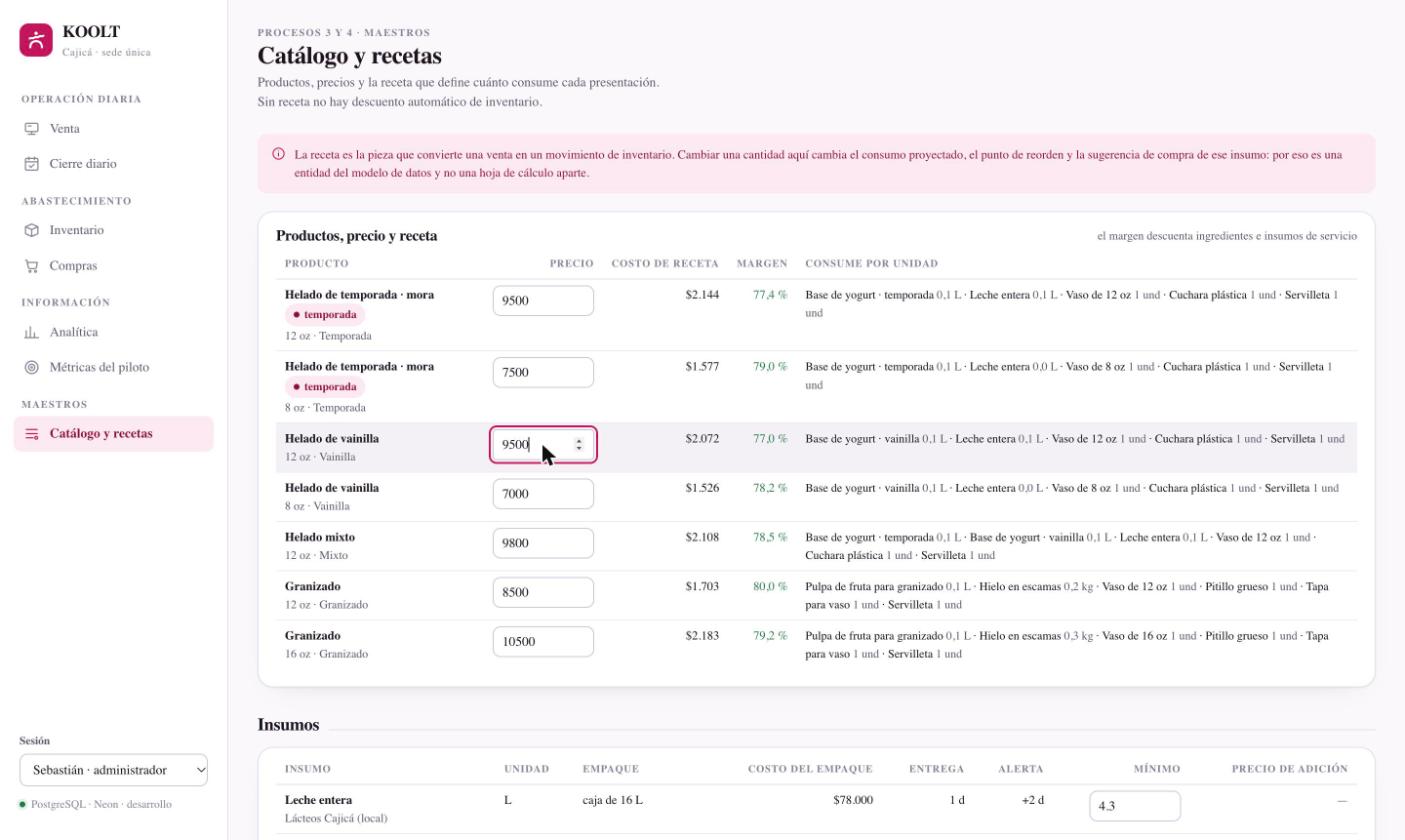 KOOLT
Cajicá · sede única
OPERACIÓN DIARIA
Venta
Cierre diario
ABASTECIMIENTO
Inventario
Compras
INFORMACIÓN
Analítica
Métricas del piloto
MAESTROS
Catálogo y recetas
Sesión
Sebastián · administrador
PostgreSQL · Neon · desarrollo
PROCESOS 3 Y 4 · MAESTROS
Catálogo y recetas
Productos, precios y la receta que define cuánto consume cada presentación.
Sin receta no hay descuento automático de inventario.
La receta es la pieza que convierte una venta en un movimiento de inventario. Cambiar una cantidad aquí cambia el consumo proyectado, el punto de reorden y la sugerencia de compra de ese insumo: por eso es una
entidad del modelo de datos y no una hoja de cálculo aparte.
Productos, precio y receta el margen descuenta ingredientes e insumos de servicio
PRODUCTO PRECIO COSTO DE RECETA MARGEN CONSUME POR UNIDAD
Helado de temporada · mora 9500 $2.144 77,4 % Base de yogurt · temporada 0,1 L · Leche entera 0,1 L · Vaso de 12 oz 1 und · Cuchara plástica 1 und · Servilleta 1
temporada und
12 oz · Temporada
Helado de temporada · mora 7500 $1.577 79,0 % Base de yogurt · temporada 0,1 L · Leche entera 0,0 L · Vaso de 8 oz 1 und · Cuchara plástica 1 und · Servilleta 1
temporada und
8 oz · Temporada
Helado de vainilla 9500 $2.072 77,0 % Base de yogurt · vainilla 0,1 L · Leche entera 0,1 L · Vaso de 12 oz 1 und · Cuchara plástica 1 und · Servilleta 1 und
12 oz · Vainilla
Helado de vainilla 7000 $1.526 78,2 % Base de yogurt · vainilla 0,1 L · Leche entera 0,0 L · Vaso de 8 oz 1 und · Cuchara plástica 1 und · Servilleta 1 und
8 oz · Vainilla
Helado mixto 9800 $2.108 78,5 % Base de yogurt · temporada 0,1 L · Base de yogurt · vainilla 0,1 L · Leche entera 0,1 L · Vaso de 12 oz 1 und ·
12 oz · Mixto Cuchara plástica 1 und · Servilleta 1 und
Granizado 8500 $1.703 80,0 % Pulpa de fruta para granizado 0,1 L · Hielo en escamas 0,2 kg · Vaso de 12 oz 1 und · Pitillo grueso 1 und · Tapa
12 oz · Granizado para vaso 1 und · Servilleta 1 und
Granizado 10500 $2.183 79,2 % Pulpa de fruta para granizado 0,1 L · Hielo en escamas 0,3 kg · Vaso de 16 oz 1 und · Pitillo grueso 1 und · Tapa
16 oz · Granizado para vaso 1 und · Servilleta 1 und
Insumos
INSUMO UNIDAD EMPAQUE COSTO DEL EMPAQUE ENTREGA ALERTA MÍNIMO PRECIO DE ADICIÓN
Leche entera L caja de 16 L $78.000 1 d +2 d 4.3 —
Lácteos Cajicá (local)